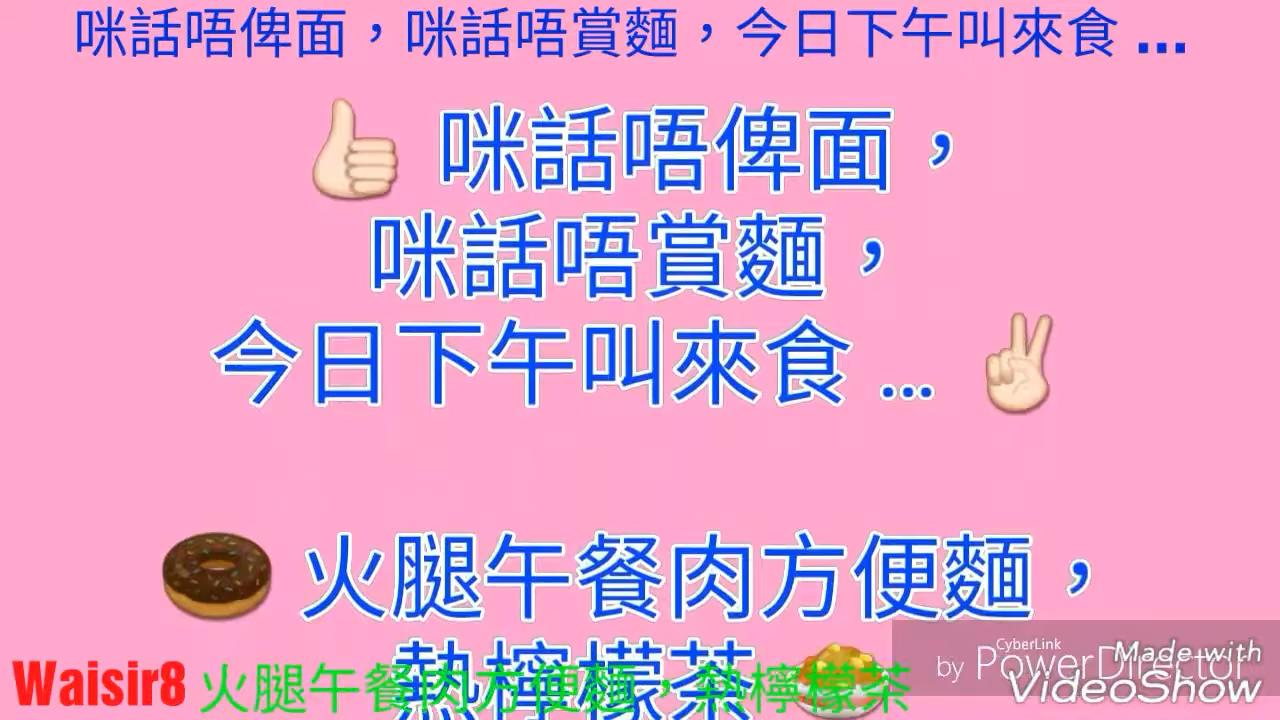 咪話唔俾面，咪話唔賞麵，今日下午叫來食 ...
咪話唔俾面，
咪話唔賞麵，
今日下午叫來食 ...
火腿午餐肉方便麵，
熱檸檬茶
Waisir8 火腿午餐肉方便麵，熱檸檬茶
CyberLink
by PowerDirector
Made with
VideoShow